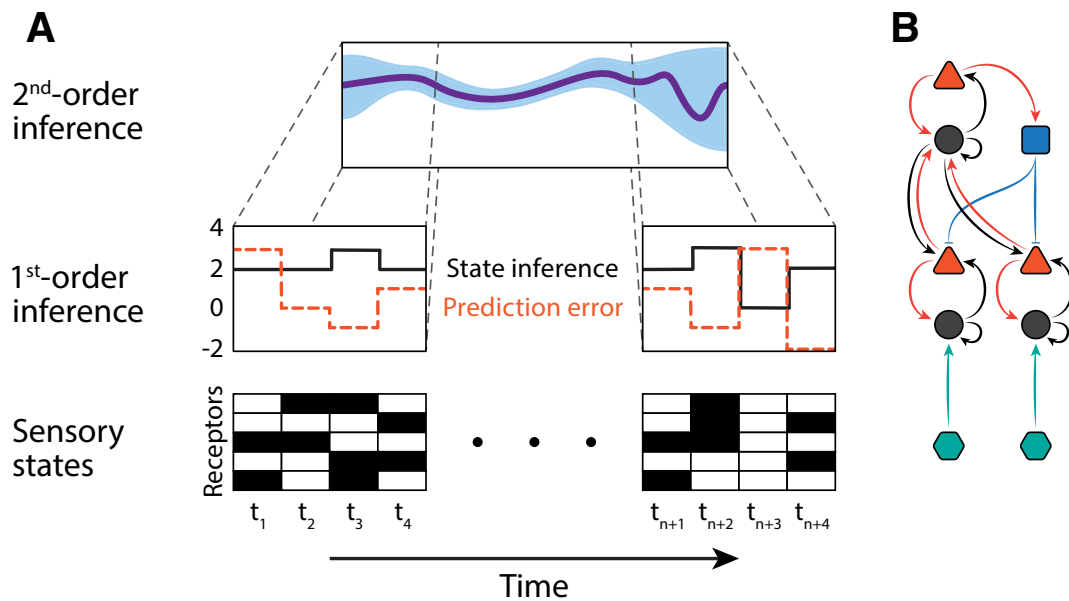 A
B
2nd-order
inference
1st-order
inference
4
2
0
-2
State inference
Prediction error
Sensory
states
Receptors
t1 t2 t3 t4
tn+1 tn+2 tn+3 tn+4
Time